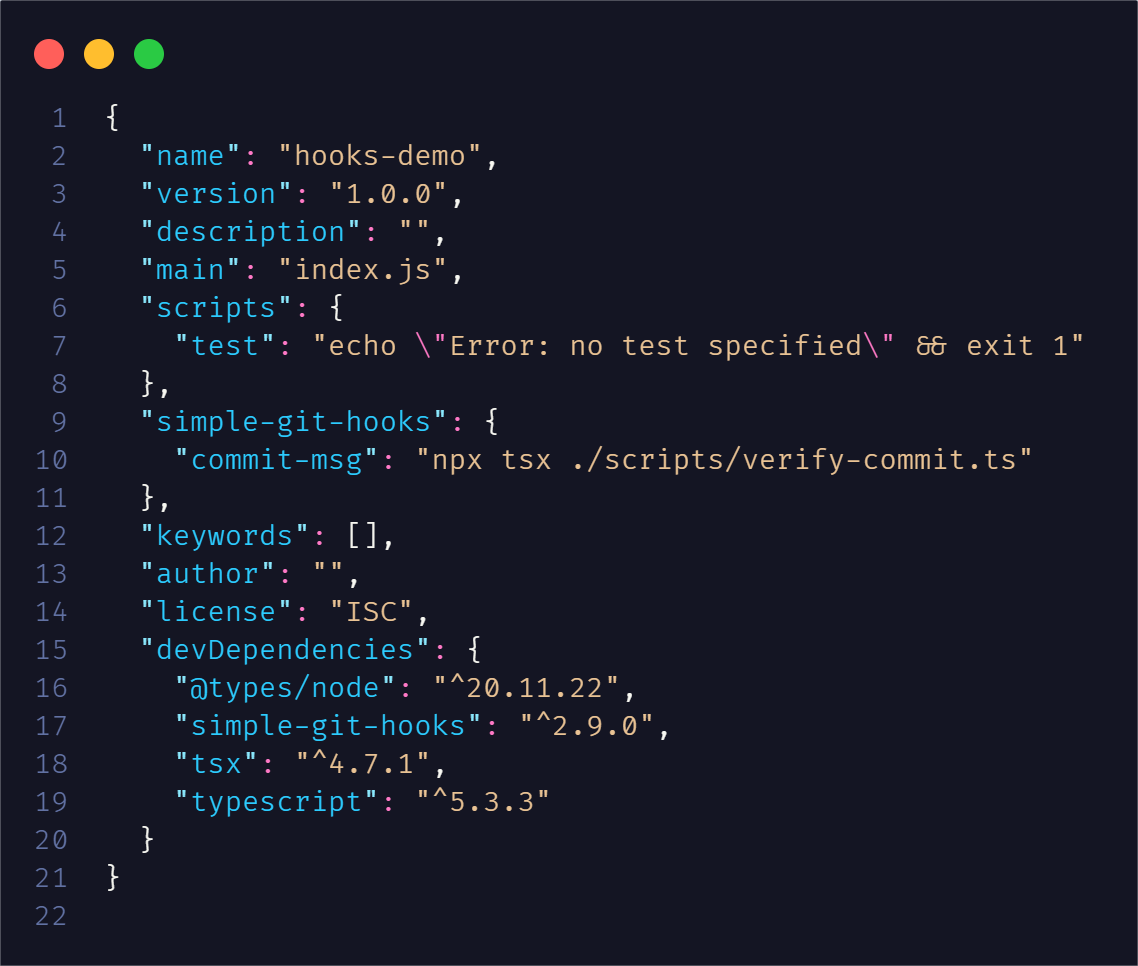 1 {
2   "name": "hooks-demo",
3   "version": "1.0.0",
4   "description": "",
5   "main": "index.js",
6   "scripts": {
7     "test": "echo \"Error: no test specified\" && exit 1"
8   },
9   "simple-git-hooks": {
10     "commit-msg": "npx tsx ./scripts/verify-commit.ts"
11   },
12   "keywords": [],
13   "author": "",
14   "license": "ISC",
15   "devDependencies": {
16     "@types/node": "^20.11.22",
17     "simple-git-hooks": "^2.9.0",
18     "tsx": "^4.7.1",
19     "typescript": "^5.3.3"
20   }
21 }
22